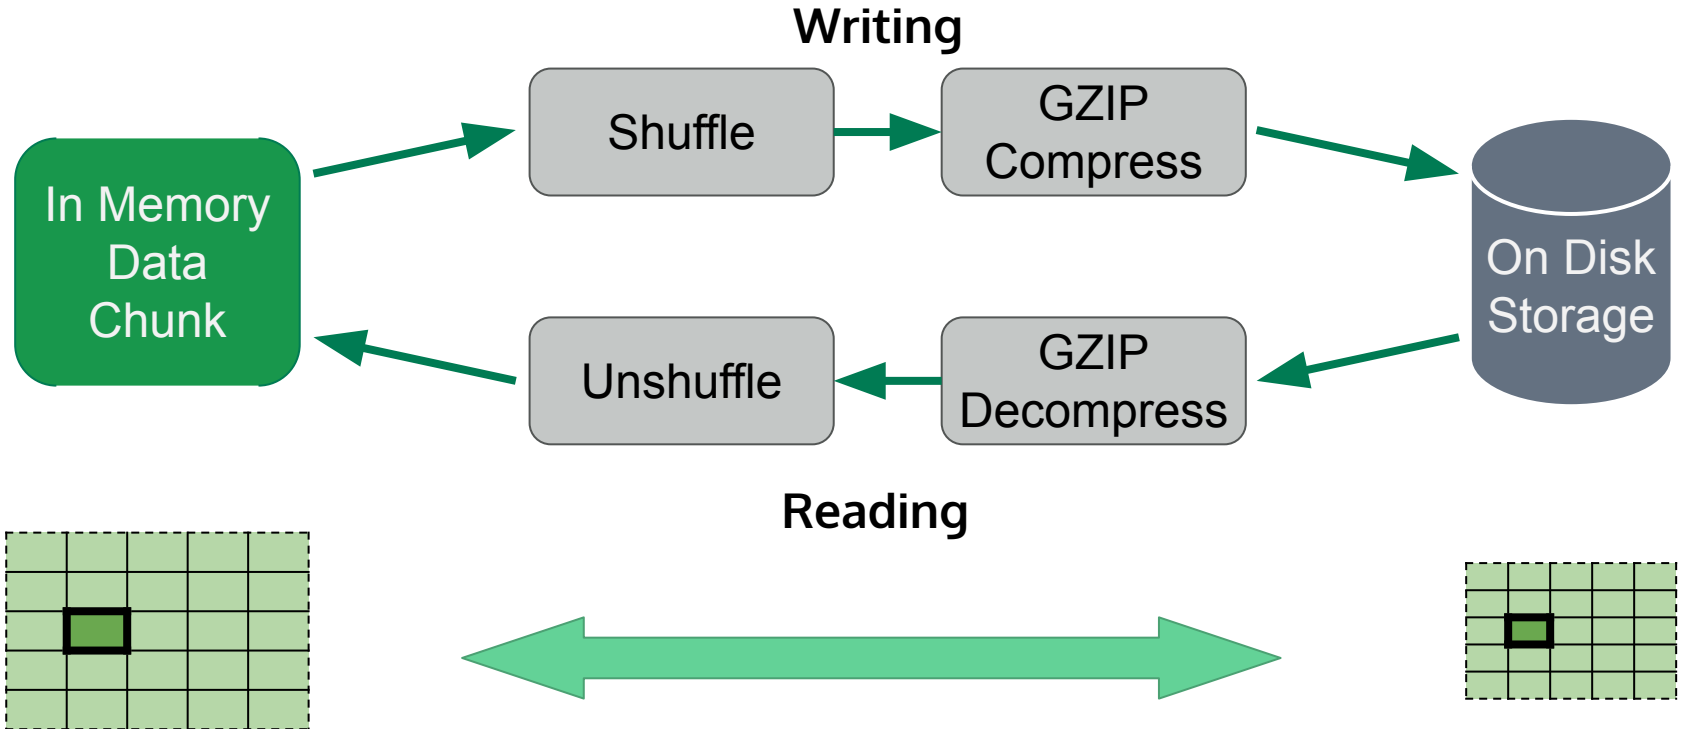 Writing
Shuffle
GZIP
Compress
In Memory
Data
Chunk
On Disk
Storage
Unshuffle
GZIP
Decompress
Reading